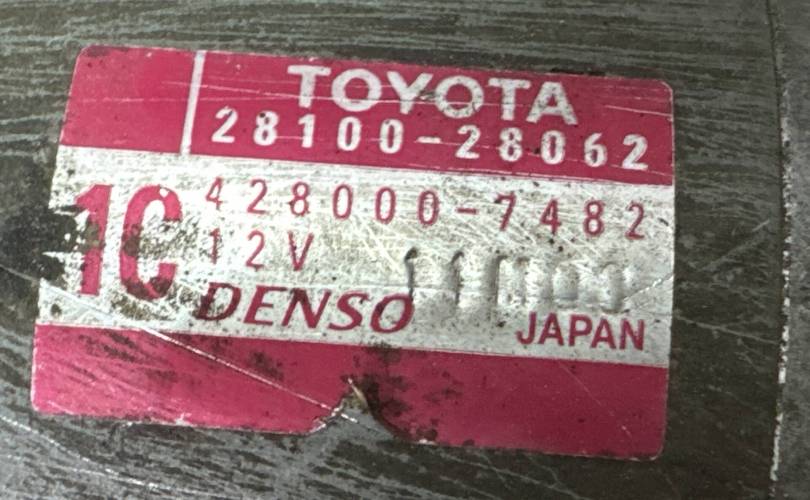 TOYOTA
28100-28062
1C
428000-7482
12V
DENSO
JAPAN